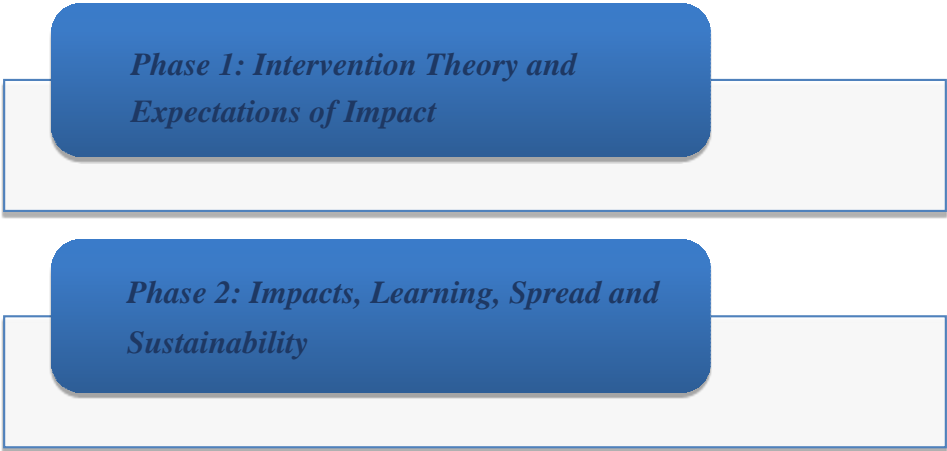 Phase 1: Intervention Theory and
Expectations of Impact
Phase 2: Impacts, Learning, Spread and
Sustainability